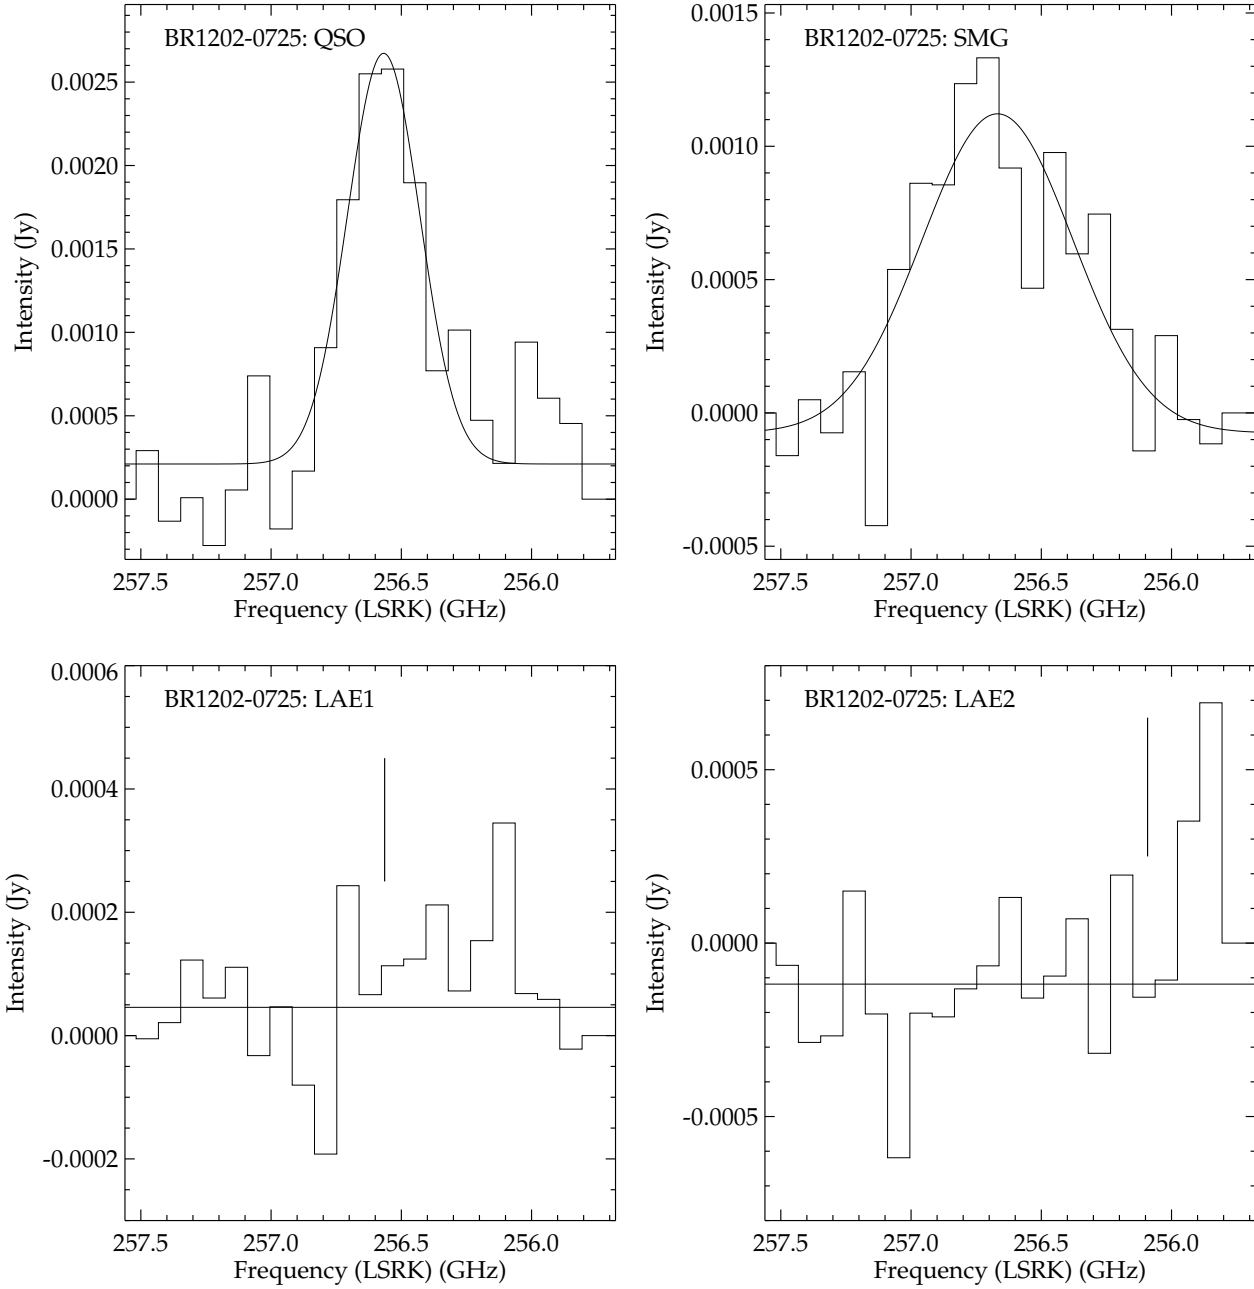 BR1202-0725: QSO
0.0025
0.0020
0.0015
0.0010
0.0005
0.0000
Intensity (Jy)
257.5 257.0 256.5 256.0
Frequency (LSRK) (GHz)
BR1202-0725: SMG
0.0015
0.0010
0.0005
0.0000
-0.0005
Intensity (Jy)
257.5 257.0 256.5 256.0
Frequency (LSRK) (GHz)
BR1202-0725: LAE1
0.0006
0.0004
0.0002
0.0000
-0.0002
Intensity (Jy)
257.5 257.0 256.5 256.0
Frequency (LSRK) (GHz)
BR1202-0725: LAE2
0.0005
0.0000
-0.0005
Intensity (Jy)
257.5 257.0 256.5 256.0
Frequency (LSRK) (GHz)